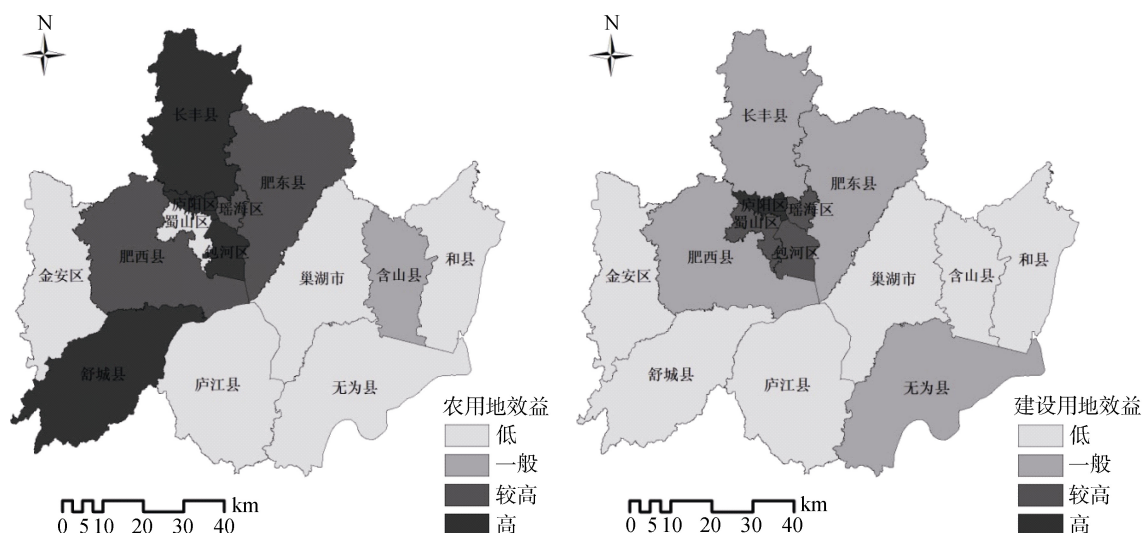 N
长丰县
肥东县
庐阳区
瑶海区
蜀山区
包河区
肥西县
金安区
巢湖市
含山县
和县
舒城县
庐江县
无为县
农用地效益
低
一般
较高
高
km
0 5 10 20 30 40
N
长丰县
肥东县
庐阳区
瑶海区
蜀山区
包河区
肥西县
金安区
巢湖市
含山县
和县
舒城县
庐江县
无为县
建设用地效益
低
一般
较高
高
km
0 5 10 20 30 40